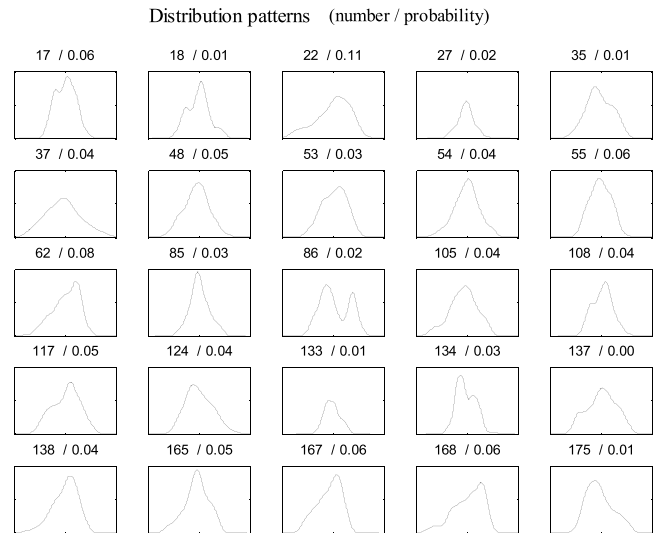 Distribution patterns (number / probability)
17 / 0.06 18 / 0.01 22 / 0.11 27 / 0.02 35 / 0.01
37 / 0.04 48 / 0.05 53 / 0.03 54 / 0.04 55 / 0.06
62 / 0.08 85 / 0.03 86 / 0.02 105 / 0.04 108 / 0.04
117 / 0.05 124 / 0.04 133 / 0.01 134 / 0.03 137 / 0.00
138 / 0.04 165 / 0.05 167 / 0.06 168 / 0.06 175 / 0.01